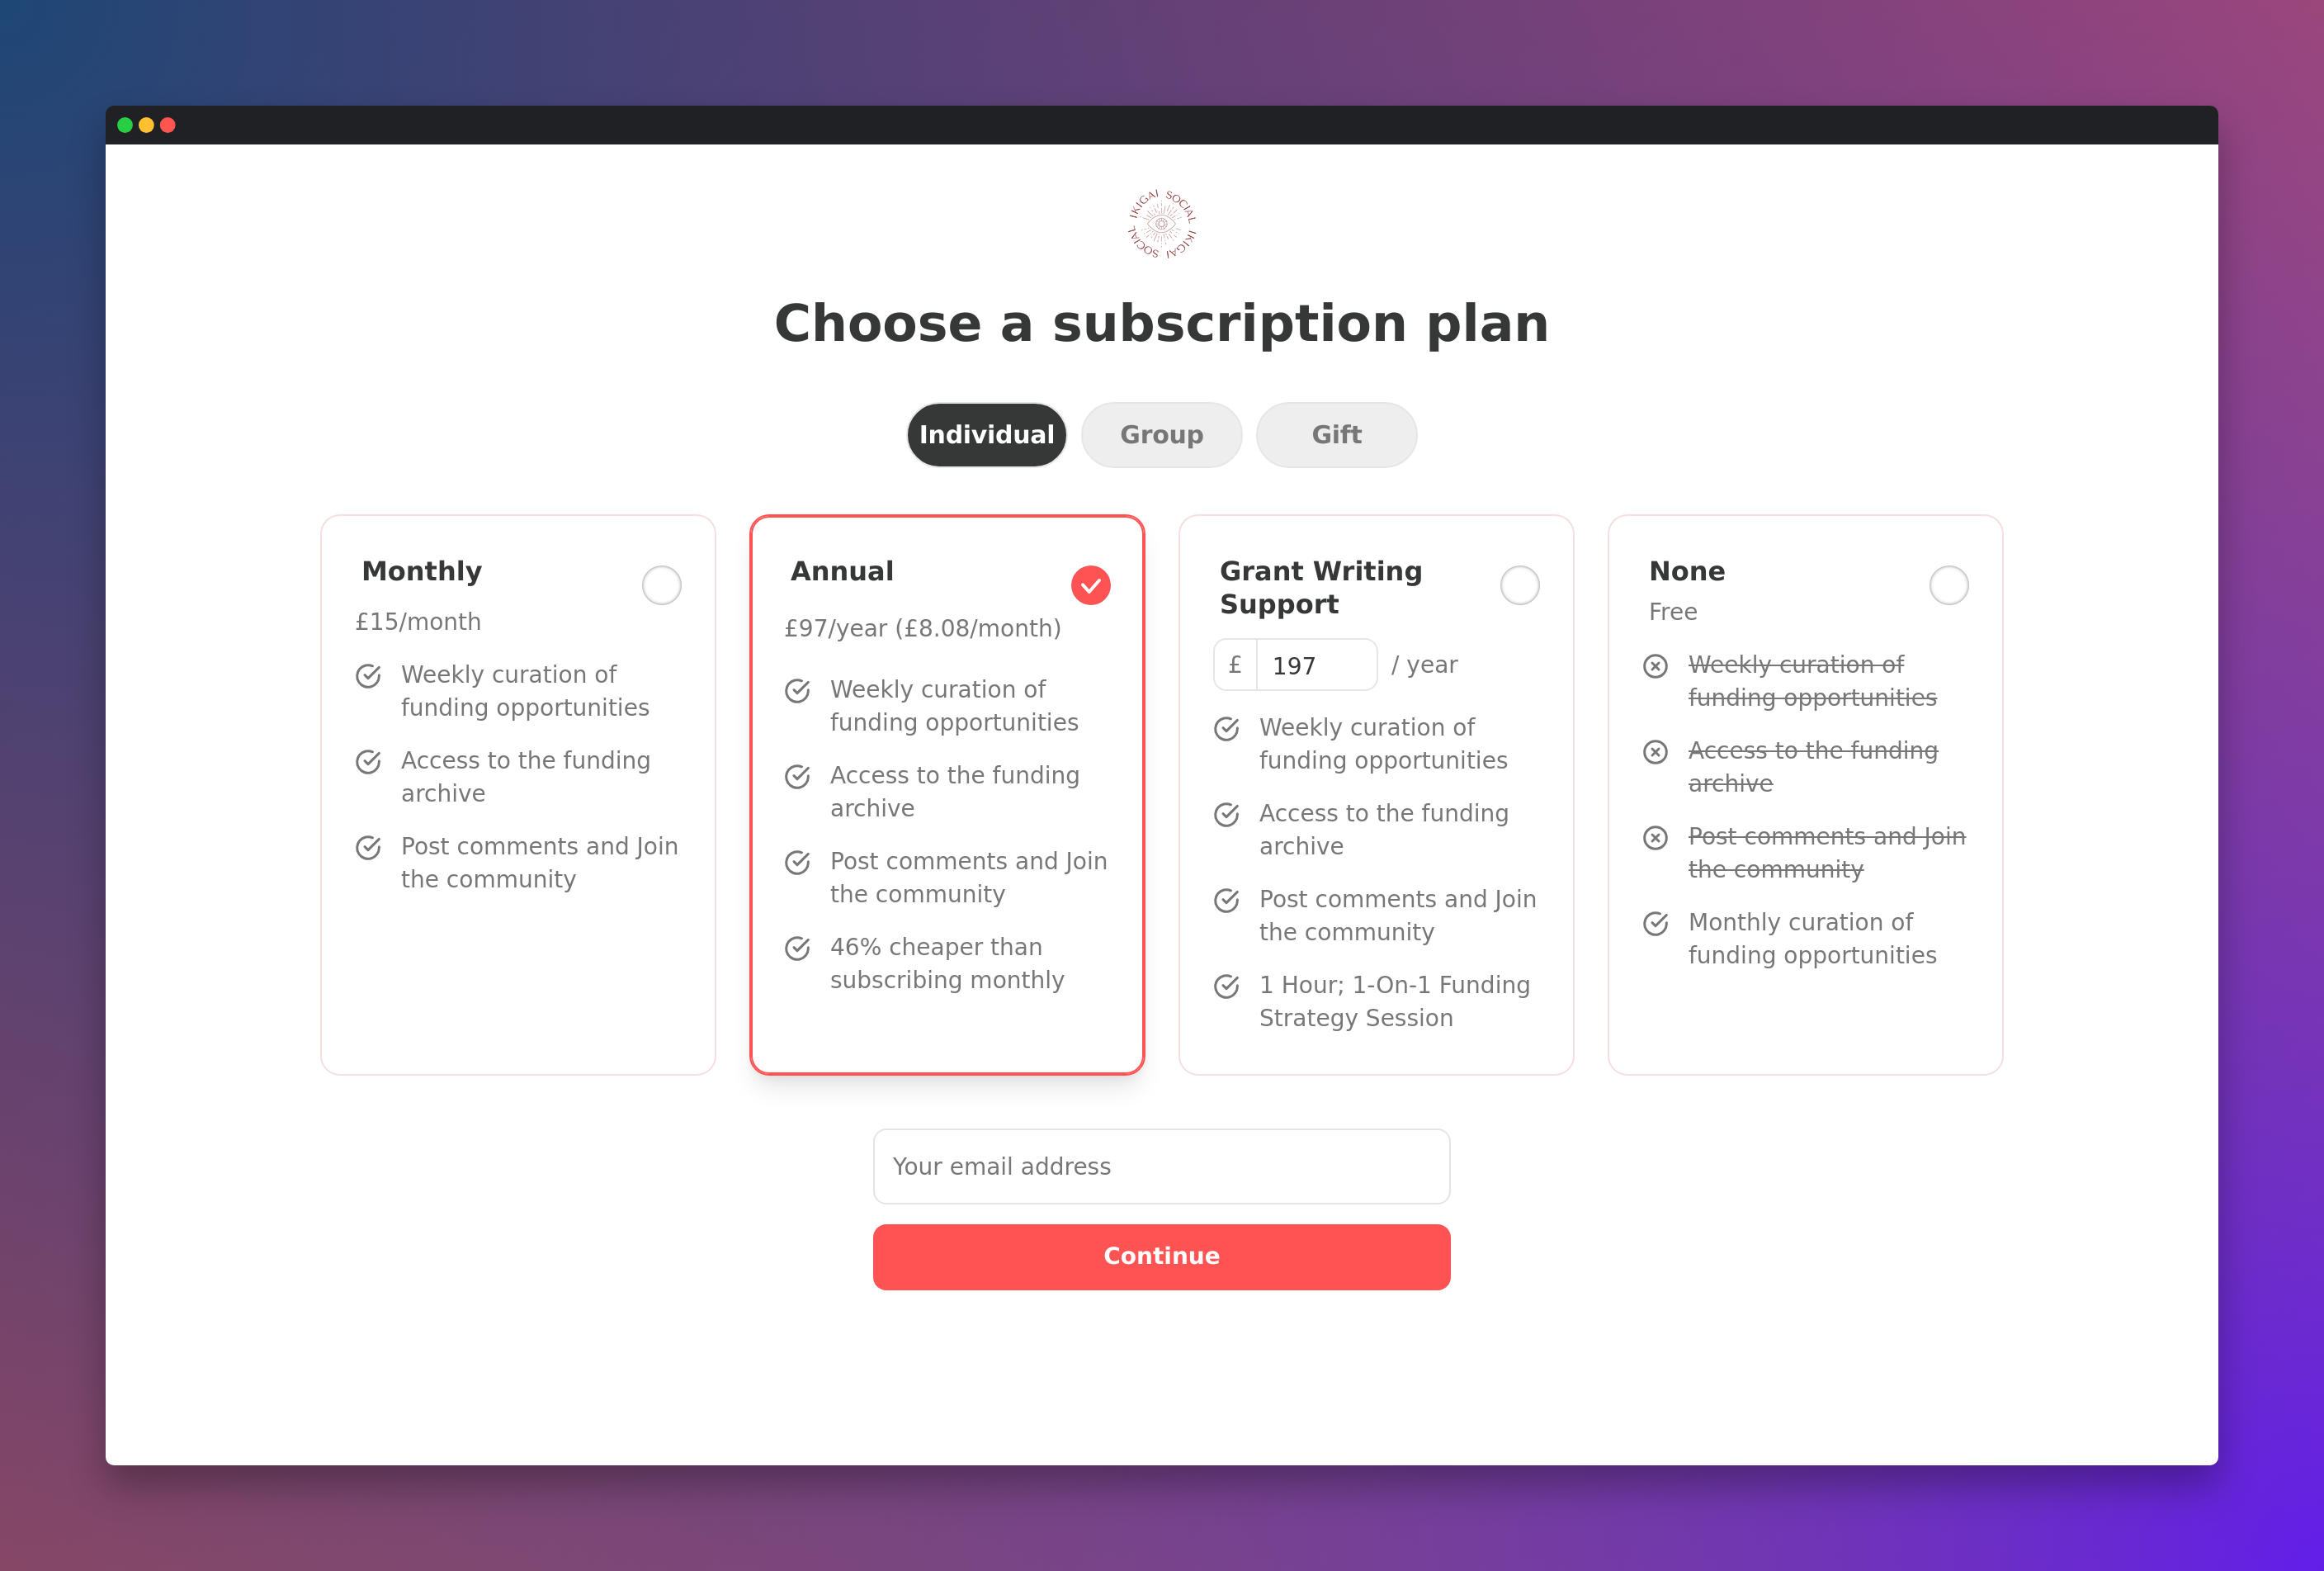 IKIGAI SOCIAL IKIGAI SOCIAL
Choose a subscription plan
Individual
Group
Gift
Monthly
£15/month
Weekly curation of
funding opportunities
Access to the funding
archive
Post comments and Join
the community
Annual
£97/year (£8.08/month)
Weekly curation of
funding opportunities
Access to the funding
archive
Post comments and Join
the community
46% cheaper than
subscribing monthly
Grant Writing
Support
£ 197 / year
Weekly curation of
funding opportunities
Access to the funding
archive
Post comments and Join
the community
1 Hour; 1-On-1 Funding
Strategy Session
None
Free
Weekly curation of
funding opportunities
Access to the funding
archive
Post comments and Join
the community
Monthly curation of
funding opportunities
Your email address
Continue